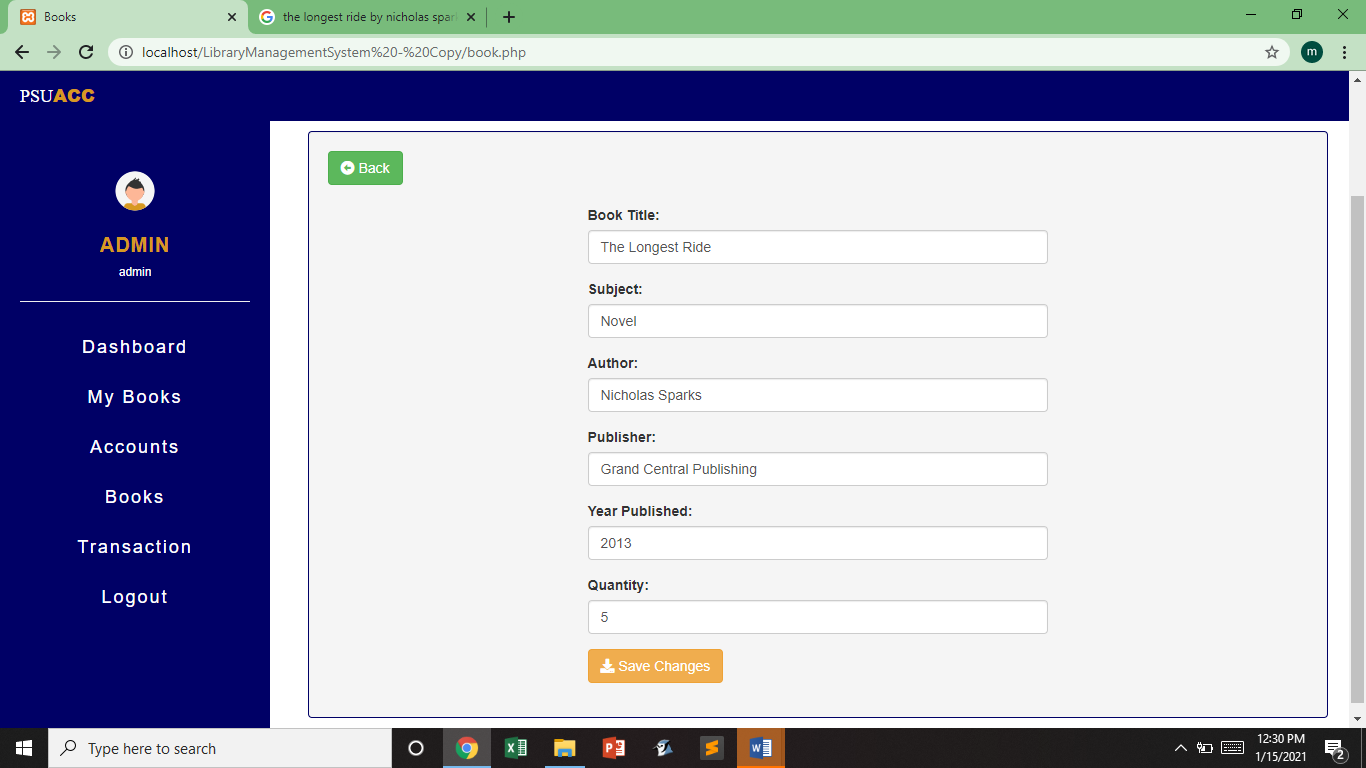 Books
the longest ride by nicholas spar
localhost/LibraryManagementSystem%20-%20Copy/book.php
m
PSUACC
ADMIN
admin
Dashboard
My Books
Accounts
Books
Transaction
Logout
Back
Book Title:
The Longest Ride
Subject:
Novel
Author:
Nicholas Sparks
Publisher:
Grand Central Publishing
Year Published:
2013
Quantity:
5
Save Changes
Type here to search
12:30 PM
1/15/2021
2